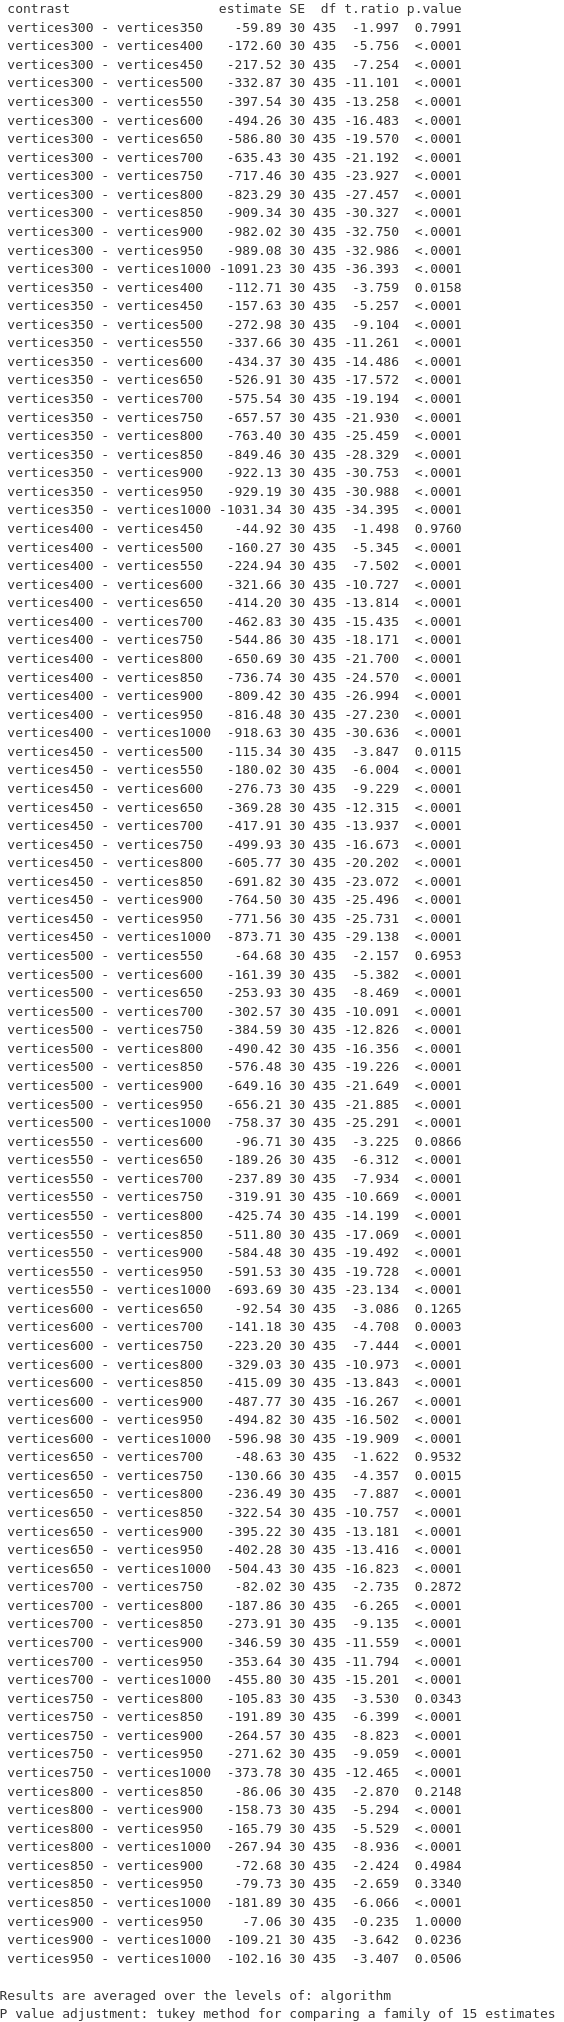 contrast estimate SE df t.ratio p.value
vertices300 - vertices350 -59.89 30 435 -1.997 0.7991
vertices300 - vertices400 -172.60 30 435 -5.756 <.0001
vertices300 - vertices450 -217.52 30 435 -7.254 <.0001
vertices300 - vertices500 -332.87 30 435 -11.101 <.0001
vertices300 - vertices550 -397.54 30 435 -13.258 <.0001
vertices300 - vertices600 -494.26 30 435 -16.483 <.0001
vertices300 - vertices650 -586.80 30 435 -19.570 <.0001
vertices300 - vertices700 -635.43 30 435 -21.192 <.0001
vertices300 - vertices750 -717.46 30 435 -23.927 <.0001
vertices300 - vertices800 -823.29 30 435 -27.457 <.0001
vertices300 - vertices850 -909.34 30 435 -30.327 <.0001
vertices300 - vertices900 -982.02 30 435 -32.750 <.0001
vertices300 - vertices950 -989.08 30 435 -32.986 <.0001
vertices300 - vertices1000 -1091.23 30 435 -36.393 <.0001
vertices350 - vertices400 -112.71 30 435 -3.759 0.0158
vertices350 - vertices450 -157.63 30 435 -5.257 <.0001
vertices350 - vertices500 -272.98 30 435 -9.104 <.0001
vertices350 - vertices550 -337.66 30 435 -11.261 <.0001
vertices350 - vertices600 -434.37 30 435 -14.486 <.0001
vertices350 - vertices650 -526.91 30 435 -17.572 <.0001
vertices350 - vertices700 -575.54 30 435 -19.194 <.0001
vertices350 - vertices750 -657.57 30 435 -21.930 <.0001
vertices350 - vertices800 -763.40 30 435 -25.459 <.0001
vertices350 - vertices850 -849.46 30 435 -28.329 <.0001
vertices350 - vertices900 -922.13 30 435 -30.753 <.0001
vertices350 - vertices950 -929.19 30 435 -30.988 <.0001
vertices350 - vertices1000 -1031.34 30 435 -34.395 <.0001
vertices400 - vertices450 -44.92 30 435 -1.498 0.9760
vertices400 - vertices500 -160.27 30 435 -5.345 <.0001
vertices400 - vertices550 -224.94 30 435 -7.502 <.0001
vertices400 - vertices600 -321.66 30 435 -10.727 <.0001
vertices400 - vertices650 -414.20 30 435 -13.814 <.0001
vertices400 - vertices700 -462.83 30 435 -15.435 <.0001
vertices400 - vertices750 -544.86 30 435 -18.171 <.0001
vertices400 - vertices800 -650.69 30 435 -21.700 <.0001
vertices400 - vertices850 -736.74 30 435 -24.570 <.0001
vertices400 - vertices900 -809.42 30 435 -26.994 <.0001
vertices400 - vertices950 -816.48 30 435 -27.230 <.0001
vertices400 - vertices1000 -918.63 30 435 -30.636 <.0001
vertices450 - vertices500 -115.34 30 435 -3.847 0.0115
vertices450 - vertices550 -180.02 30 435 -6.004 <.0001
vertices450 - vertices600 -276.73 30 435 -9.229 <.0001
vertices450 - vertices650 -369.28 30 435 -12.315 <.0001
vertices450 - vertices700 -417.91 30 435 -13.937 <.0001
vertices450 - vertices750 -499.93 30 435 -16.673 <.0001
vertices450 - vertices800 -605.77 30 435 -20.202 <.0001
vertices450 - vertices850 -691.82 30 435 -23.072 <.0001
vertices450 - vertices900 -764.50 30 435 -25.496 <.0001
vertices450 - vertices950 -771.56 30 435 -25.731 <.0001
vertices450 - vertices1000 -873.71 30 435 -29.138 <.0001
vertices500 - vertices550 -64.68 30 435 -2.157 0.6953
vertices500 - vertices600 -161.39 30 435 -5.382 <.0001
vertices500 - vertices650 -253.93 30 435 -8.469 <.0001
vertices500 - vertices700 -302.57 30 435 -10.091 <.0001
vertices500 - vertices750 -384.59 30 435 -12.826 <.0001
vertices500 - vertices800 -490.42 30 435 -16.356 <.0001
vertices500 - vertices850 -576.48 30 435 -19.226 <.0001
vertices500 - vertices900 -649.16 30 435 -21.649 <.0001
vertices500 - vertices950 -656.21 30 435 -21.885 <.0001
vertices500 - vertices1000 -758.37 30 435 -25.291 <.0001
vertices550 - vertices600 -96.71 30 435 -3.225 0.0866
vertices550 - vertices650 -189.26 30 435 -6.312 <.0001
vertices550 - vertices700 -237.89 30 435 -7.934 <.0001
vertices550 - vertices750 -319.91 30 435 -10.669 <.0001
vertices550 - vertices800 -425.74 30 435 -14.199 <.0001
vertices550 - vertices850 -511.80 30 435 -17.069 <.0001
vertices550 - vertices900 -584.48 30 435 -19.492 <.0001
vertices550 - vertices950 -591.53 30 435 -19.728 <.0001
vertices550 - vertices1000 -693.69 30 435 -23.134 <.0001
vertices600 - vertices650 -92.54 30 435 -3.086 0.1265
vertices600 - vertices700 -141.18 30 435 -4.708 0.0003
vertices600 - vertices750 -223.20 30 435 -7.444 <.0001
vertices600 - vertices800 -329.03 30 435 -10.973 <.0001
vertices600 - vertices850 -415.09 30 435 -13.843 <.0001
vertices600 - vertices900 -487.77 30 435 -16.267 <.0001
vertices600 - vertices950 -494.82 30 435 -16.502 <.0001
vertices600 - vertices1000 -596.98 30 435 -19.909 <.0001
vertices650 - vertices700 -48.63 30 435 -1.622 0.9532
vertices650 - vertices750 -130.66 30 435 -4.357 0.0015
vertices650 - vertices800 -236.49 30 435 -7.887 <.0001
vertices650 - vertices850 -322.54 30 435 -10.757 <.0001
vertices650 - vertices900 -395.22 30 435 -13.181 <.0001
vertices650 - vertices950 -402.28 30 435 -13.416 <.0001
vertices650 - vertices1000 -504.43 30 435 -16.823 <.0001
vertices700 - vertices750 -82.02 30 435 -2.735 0.2872
vertices700 - vertices800 -187.86 30 435 -6.265 <.0001
vertices700 - vertices850 -273.91 30 435 -9.135 <.0001
vertices700 - vertices900 -346.59 30 435 -11.559 <.0001
vertices700 - vertices950 -353.64 30 435 -11.794 <.0001
vertices700 - vertices1000 -455.80 30 435 -15.201 <.0001
vertices750 - vertices800 -105.83 30 435 -3.530 0.0343
vertices750 - vertices850 -191.89 30 435 -6.399 <.0001
vertices750 - vertices900 -264.57 30 435 -8.823 <.0001
vertices750 - vertices950 -271.62 30 435 -9.059 <.0001
vertices750 - vertices1000 -373.78 30 435 -12.465 <.0001
vertices800 - vertices850 -86.06 30 435 -2.870 0.2148
vertices800 - vertices900 -158.73 30 435 -5.294 <.0001
vertices800 - vertices950 -165.79 30 435 -5.529 <.0001
vertices800 - vertices1000 -267.94 30 435 -8.936 <.0001
vertices850 - vertices900 -72.68 30 435 -2.424 0.4984
vertices850 - vertices950 -79.73 30 435 -2.659 0.3340
vertices850 - vertices1000 -181.89 30 435 -6.066 <.0001
vertices900 - vertices950 -7.06 30 435 -0.235 1.0000
vertices900 - vertices1000 -109.21 30 435 -3.642 0.0236
vertices950 - vertices1000 -102.16 30 435 -3.407 0.0506
Results are averaged over the levels of: algorithm
P value adjustment: tukey method for comparing a family of 15 estimates